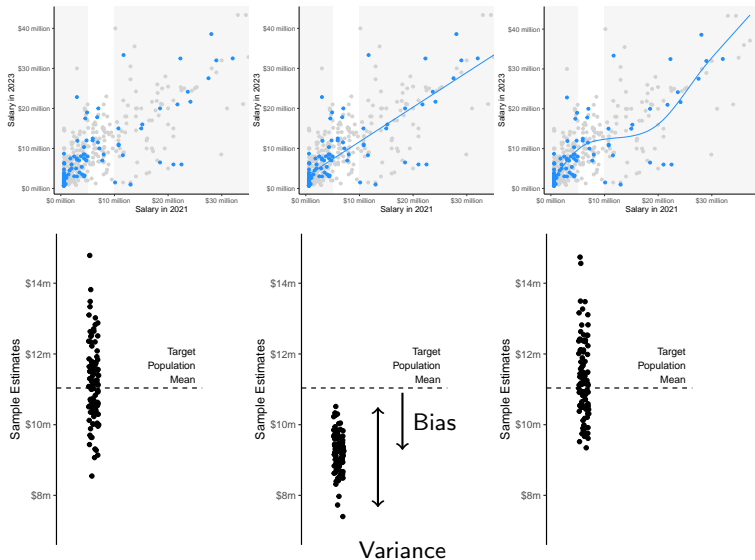 $40 million
$30 million
$20 million
$10 million
$0 million
Salary in 2023
$0 million
$10 million
$20 million
$30 million
Salary in 2021
$40 million
$30 million
$20 million
$10 million
$0 million
Salary in 2023
$0 million
$10 million
$20 million
$30 million
Salary in 2021
$40 million
$30 million
$20 million
$10 million
$0 million
Salary in 2023
$0 million
$10 million
$20 million
$30 million
Salary in 2021
$14m
$12m
$10m
$8m
Sample Estimates
Target
Population
Mean
$14m
$12m
$10m
$8m
Sample Estimates
Target
Population
Mean
Bias
Variance
$14m
$12m
$10m
$8m
Sample Estimates
Target
Population
Mean